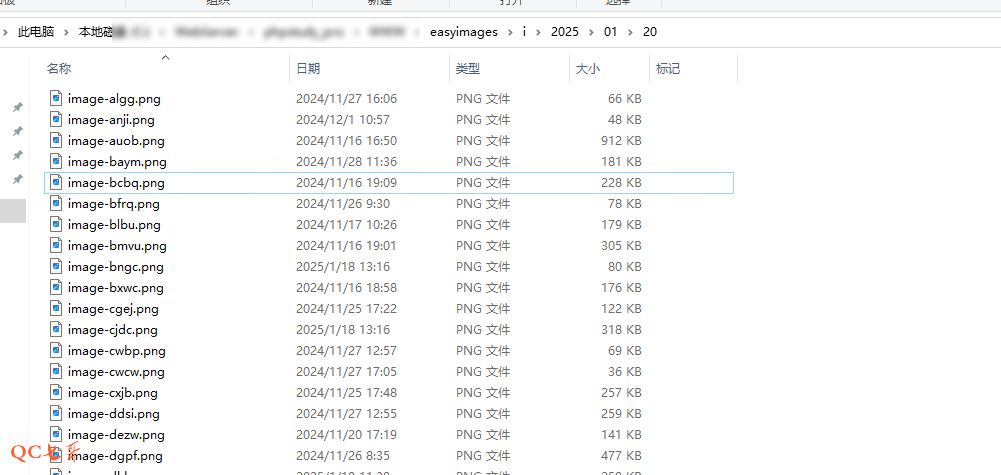 组织 新建 打开 选择
此电脑 本地磁 easyimages i 2025 01 20
名称 日期 类型 大小 标记
image-algg.png 2024/11/27 16:06 PNG 文件 66 KB
image-anji.png 2024/12/1 10:57 PNG 文件 48 KB
image-auob.png 2024/11/16 16:50 PNG 文件 912 KB
image-baym.png 2024/11/28 11:36 PNG 文件 181 KB
image-bcbq.png 2024/11/16 19:09 PNG 文件 228 KB
image-bfrq.png 2024/11/26 9:30 PNG 文件 78 KB
image-blbu.png 2024/11/17 10:26 PNG 文件 179 KB
image-bmvu.png 2024/11/16 19:01 PNG 文件 305 KB
image-bngc.png 2025/1/18 13:16 PNG 文件 80 KB
image-bxwc.png 2024/11/16 18:58 PNG 文件 176 KB
image-cgej.png 2024/11/25 17:22 PNG 文件 122 KB
image-cjdc.png 2025/1/18 13:16 PNG 文件 318 KB
image-cwbp.png 2024/11/27 12:57 PNG 文件 69 KB
image-cwcw.png 2024/11/27 17:05 PNG 文件 36 KB
image-cxjb.png 2024/11/25 17:48 PNG 文件 257 KB
image-ddsi.png 2024/11/27 12:55 PNG 文件 259 KB
image-dezw.png 2024/11/20 17:19 PNG 文件 141 KB
image-dgpf.png 2024/11/26 8:35 PNG 文件 477 KB
QC